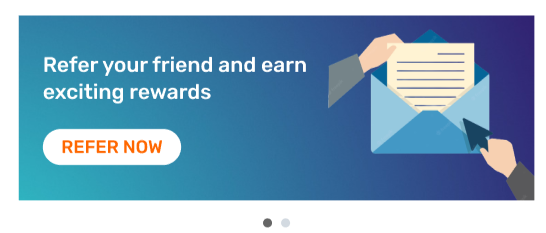 Refer your friend and earn
exciting rewards
REFER NOW